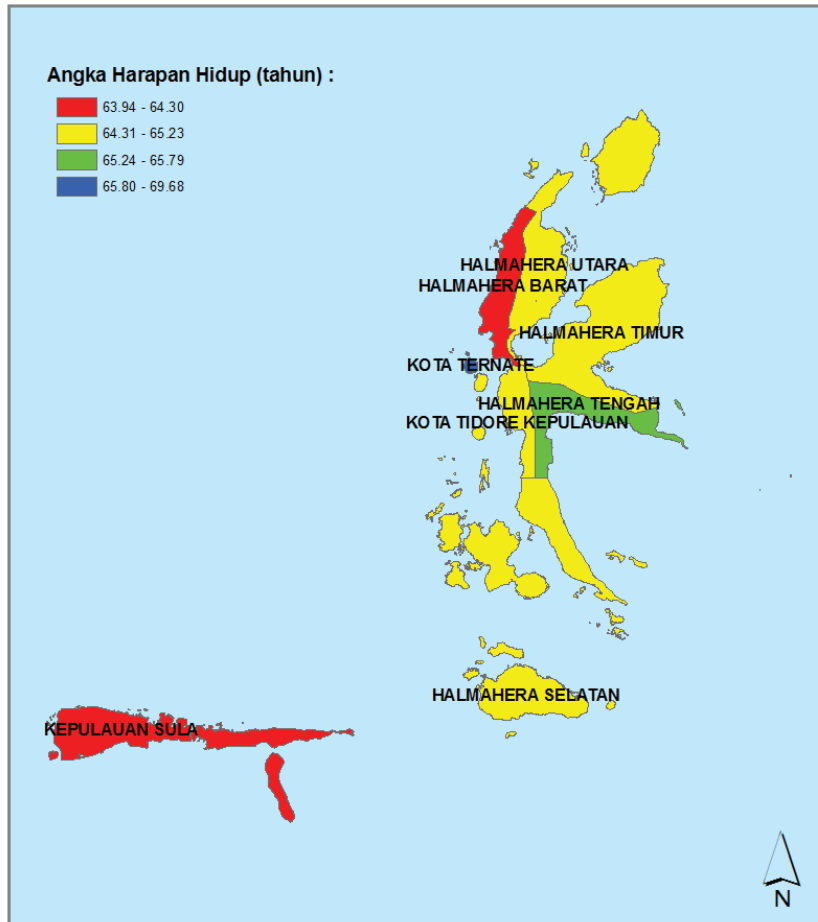 Angka Harapan Hidup (tahun) :
63.94 - 64.30
64.31 - 65.23
65.24 - 65.79
65.80 - 69.68
HALMAHERA UTARA
HALMAHERA BARAT
HALMAHERA TIMUR
KOTA TERNATE
HALMAHERA TENGAH
KOTA TIDORE KEPULAUAN
HALMAHERA SELATAN
KEPULAUAN SULA
N